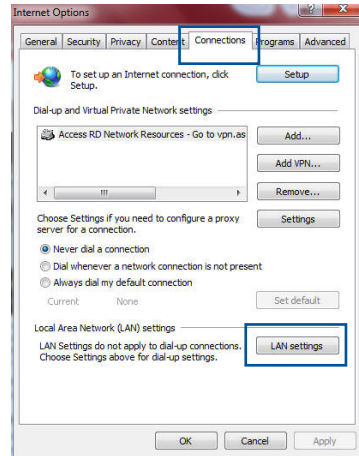 Internet Options
General Security Privacy Content Connections Programs Advanced
To set up an Internet connection, click
Setup.
Setup
Dial-up and Virtual Private Network settings
Access RD Network Resources - Go to vpn.as
Add...
Add VPN...
Remove...
Choose Settings if you need to configure a proxy
server for a connection.
Settings
Never dial a connection
Dial whenever a network connection is not present
Always dial my default connection
Current None
Set default
Local Area Network (LAN) settings
LAN Settings do not apply to dial-up connections.
Choose Settings above for dial-up settings.
LAN settings
OK Cancel Apply